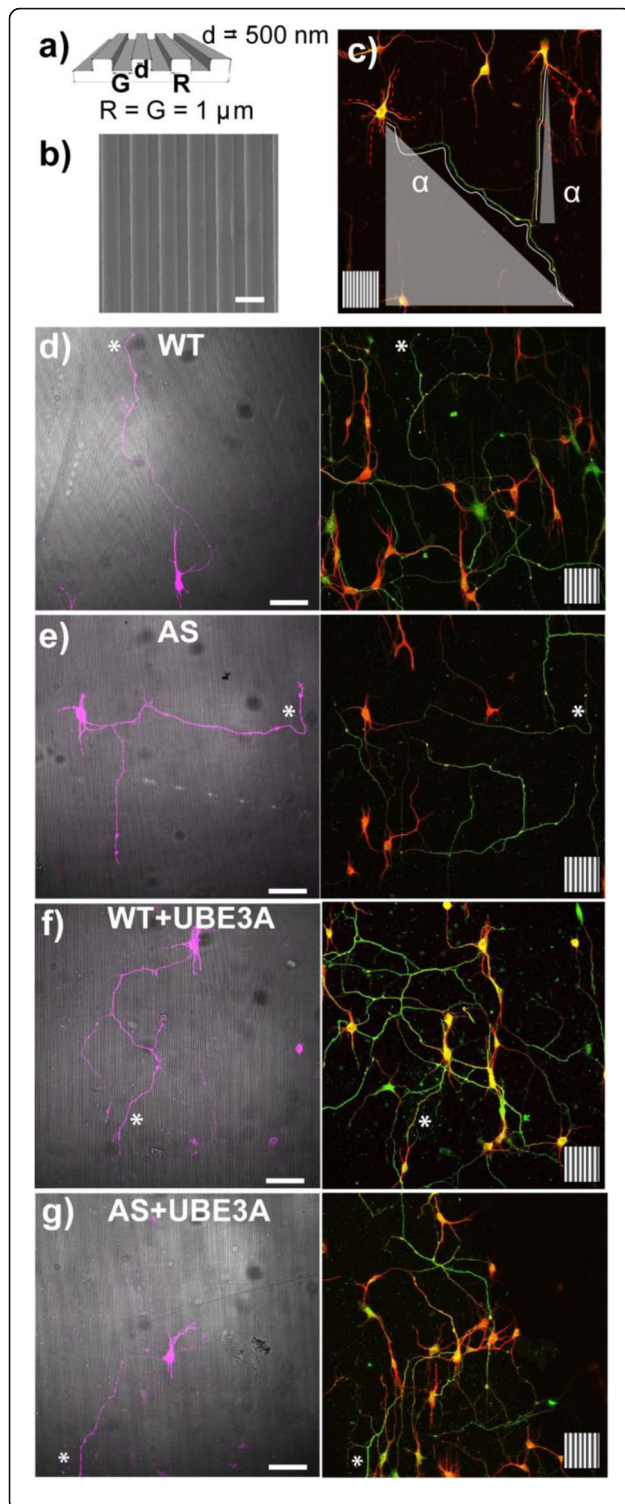 a)
d = 500 nm
G d R
R = G = 1 µm
b)
c)
α
α
d) WT
*
*
e) AS
*
*
f) WT+UBE3A
*
*
g) AS+UBE3A
*
*